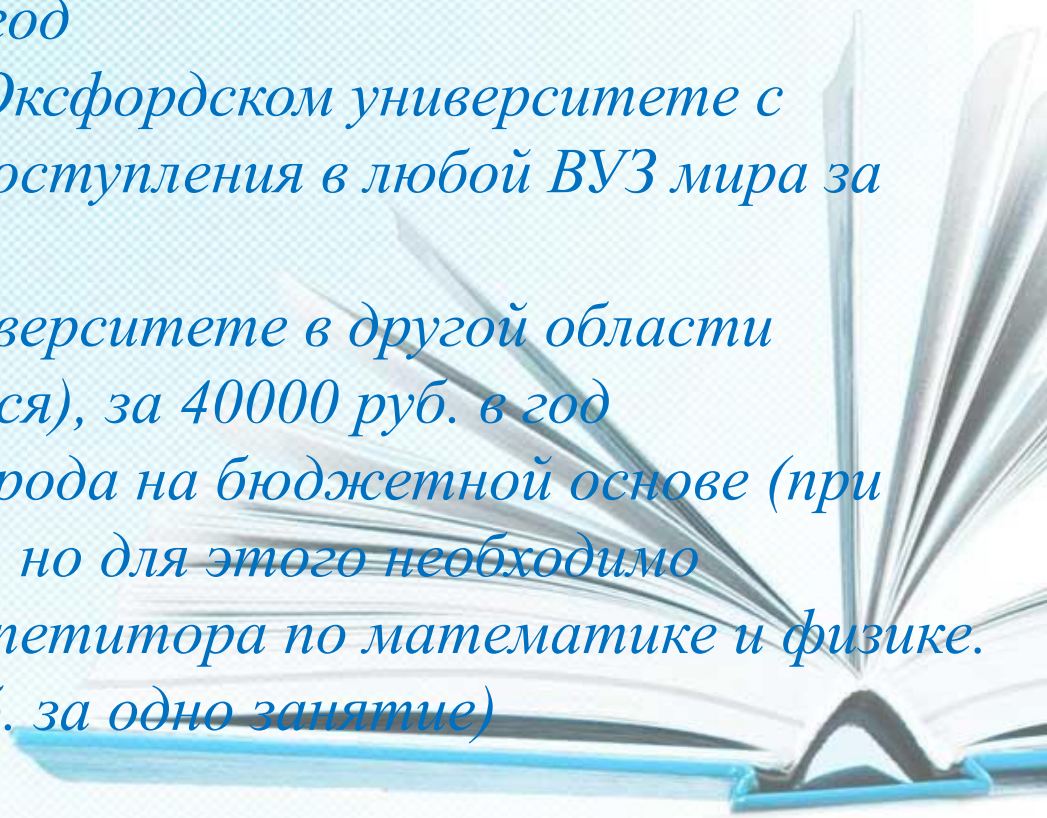 год
Оксфордском университете с
оступления в любой ВУЗ мира за
верситете в другой области
ся), за 40000 руб. в год
рода на бюджетной основе (при
но для этого необходимо
петитора по математике и физике.
. за одно занятие)